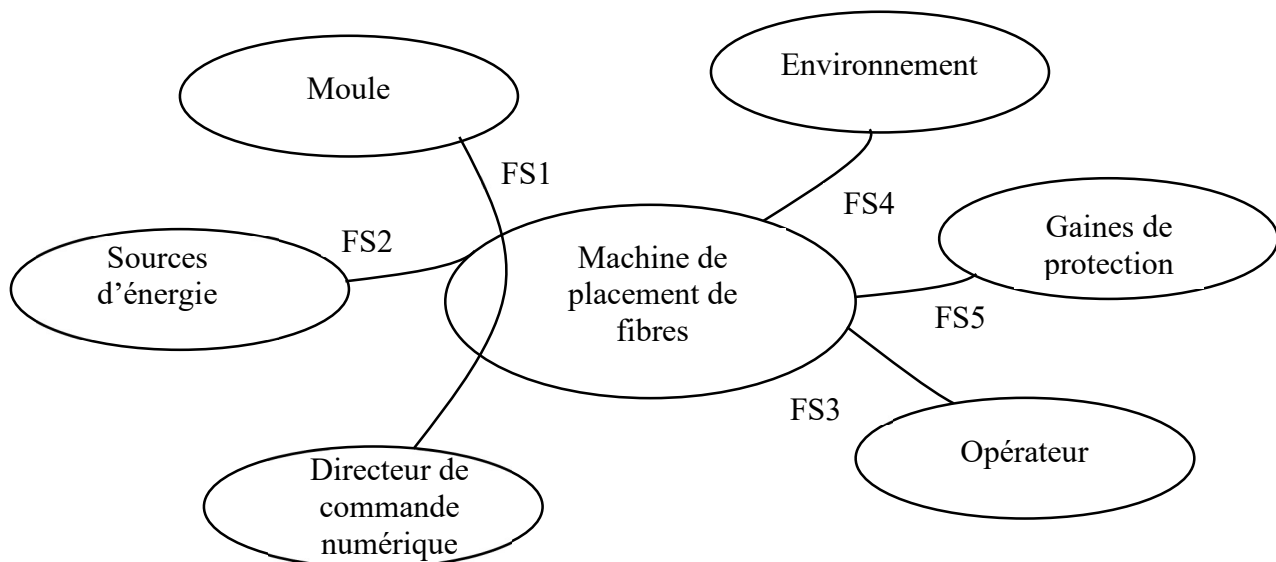 Moule
Environnement
FS1
FS4
Gaines de
protection
FS2
Sources
d’énergie
Machine de
placement de
fibres
FS5
FS3
Opérateur
Directeur de
commande
numérique